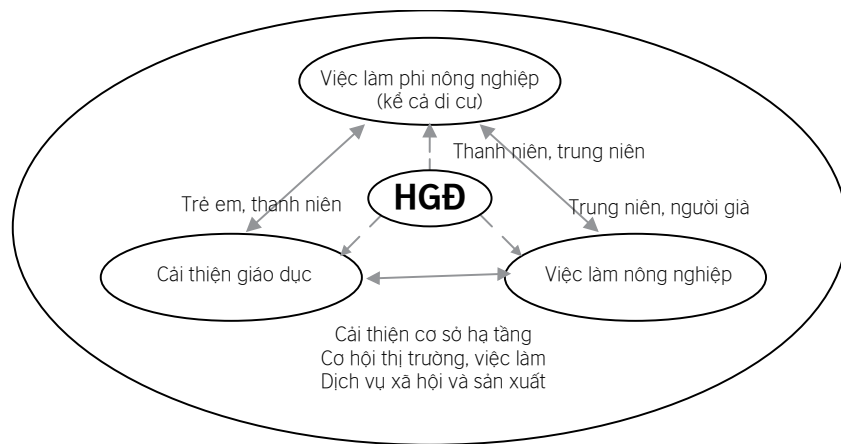 Việc làm phi nông nghiệp
(kể cả di cư)
Thanh niên, trung niên
HGĐ
Trẻ em, thanh niên
Trung niên, người già
Cải thiện giáo dục
Việc làm nông nghiệp
Cải thiện cơ sở hạ tầng
Cơ hội thị trường, việc làm
Dịch vụ xã hội và sản xuất